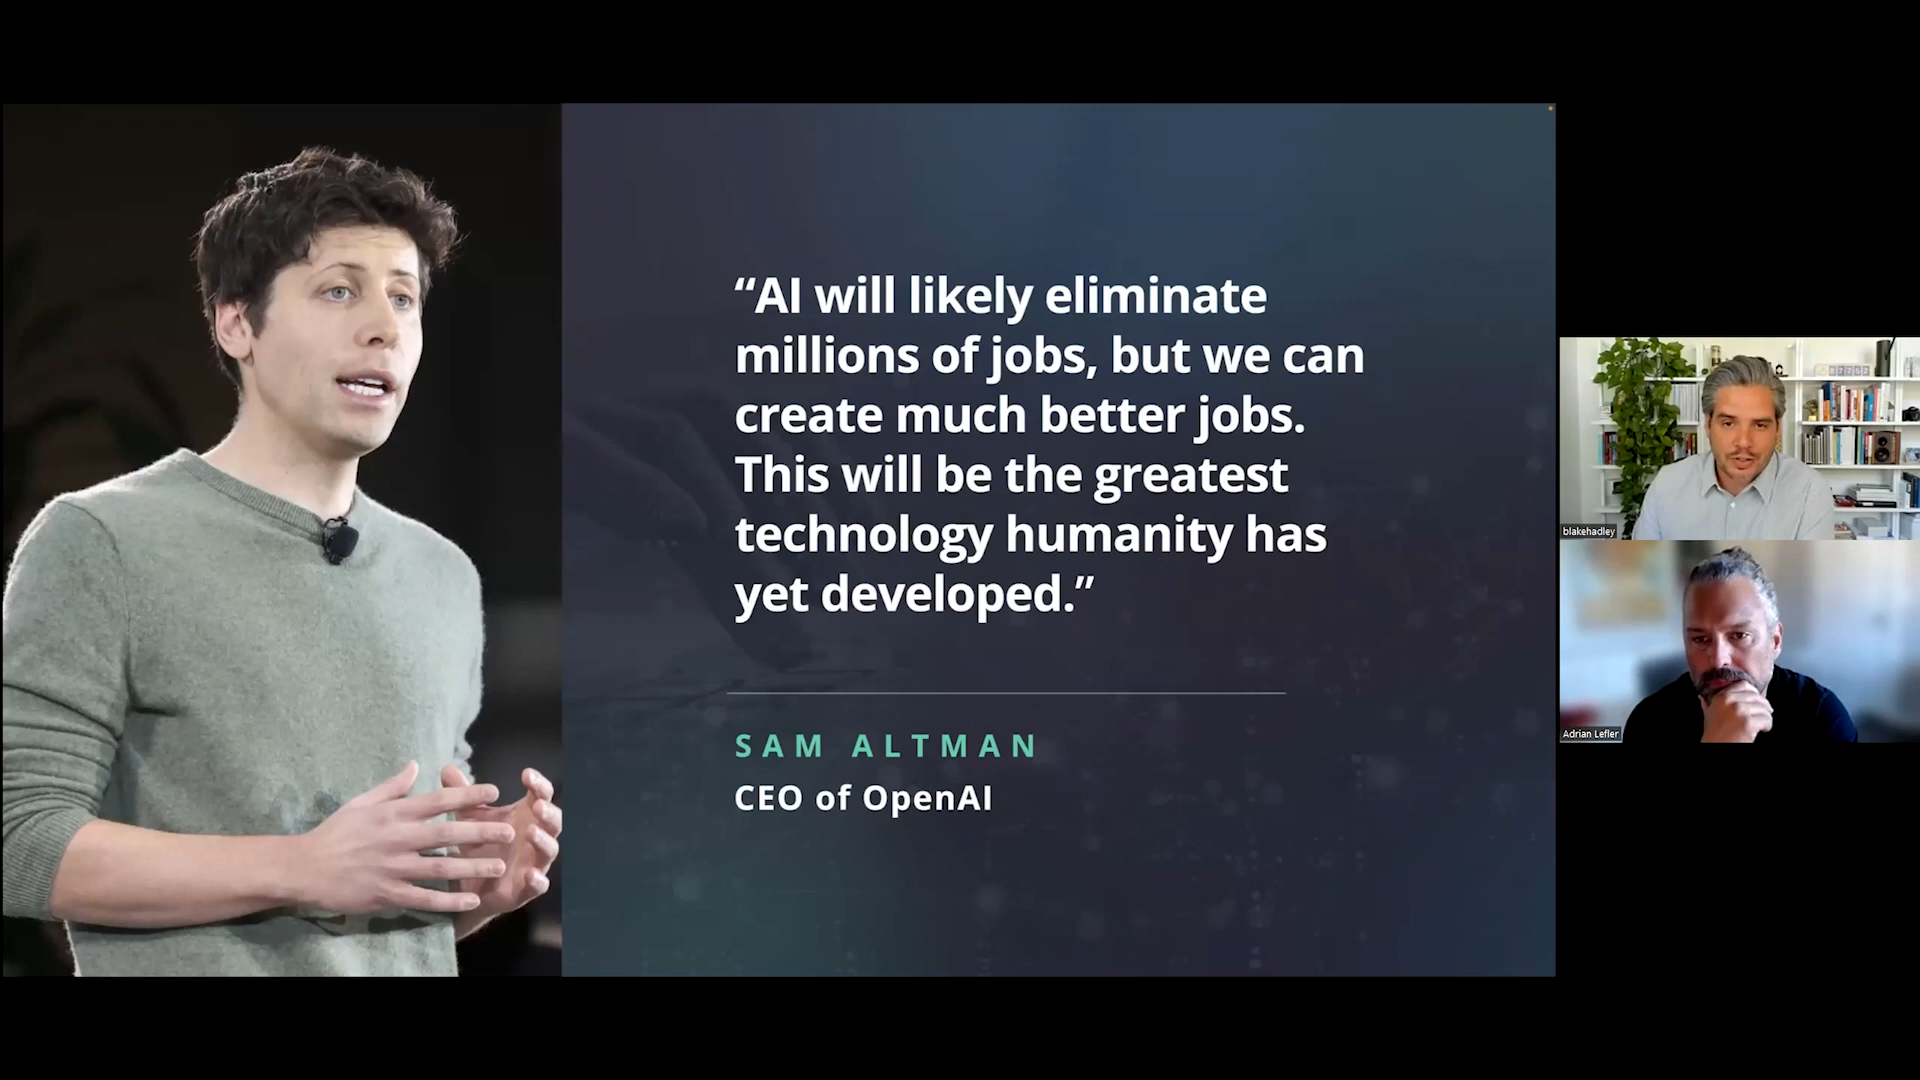 “AI will likely eliminate
millions of jobs, but we can
create much better jobs.
This will be the greatest
technology humanity has
yet developed.”
SAM ALTMAN
CEO of OpenAI
blakehadley
Adrian Lefler